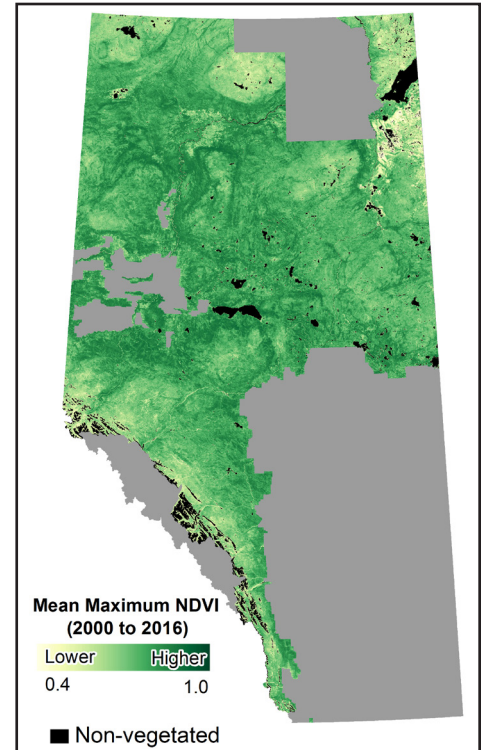 Mean Maximum NDVI
(2000 to 2016)
Lower Higher
0.4 1.0
Non-vegetated